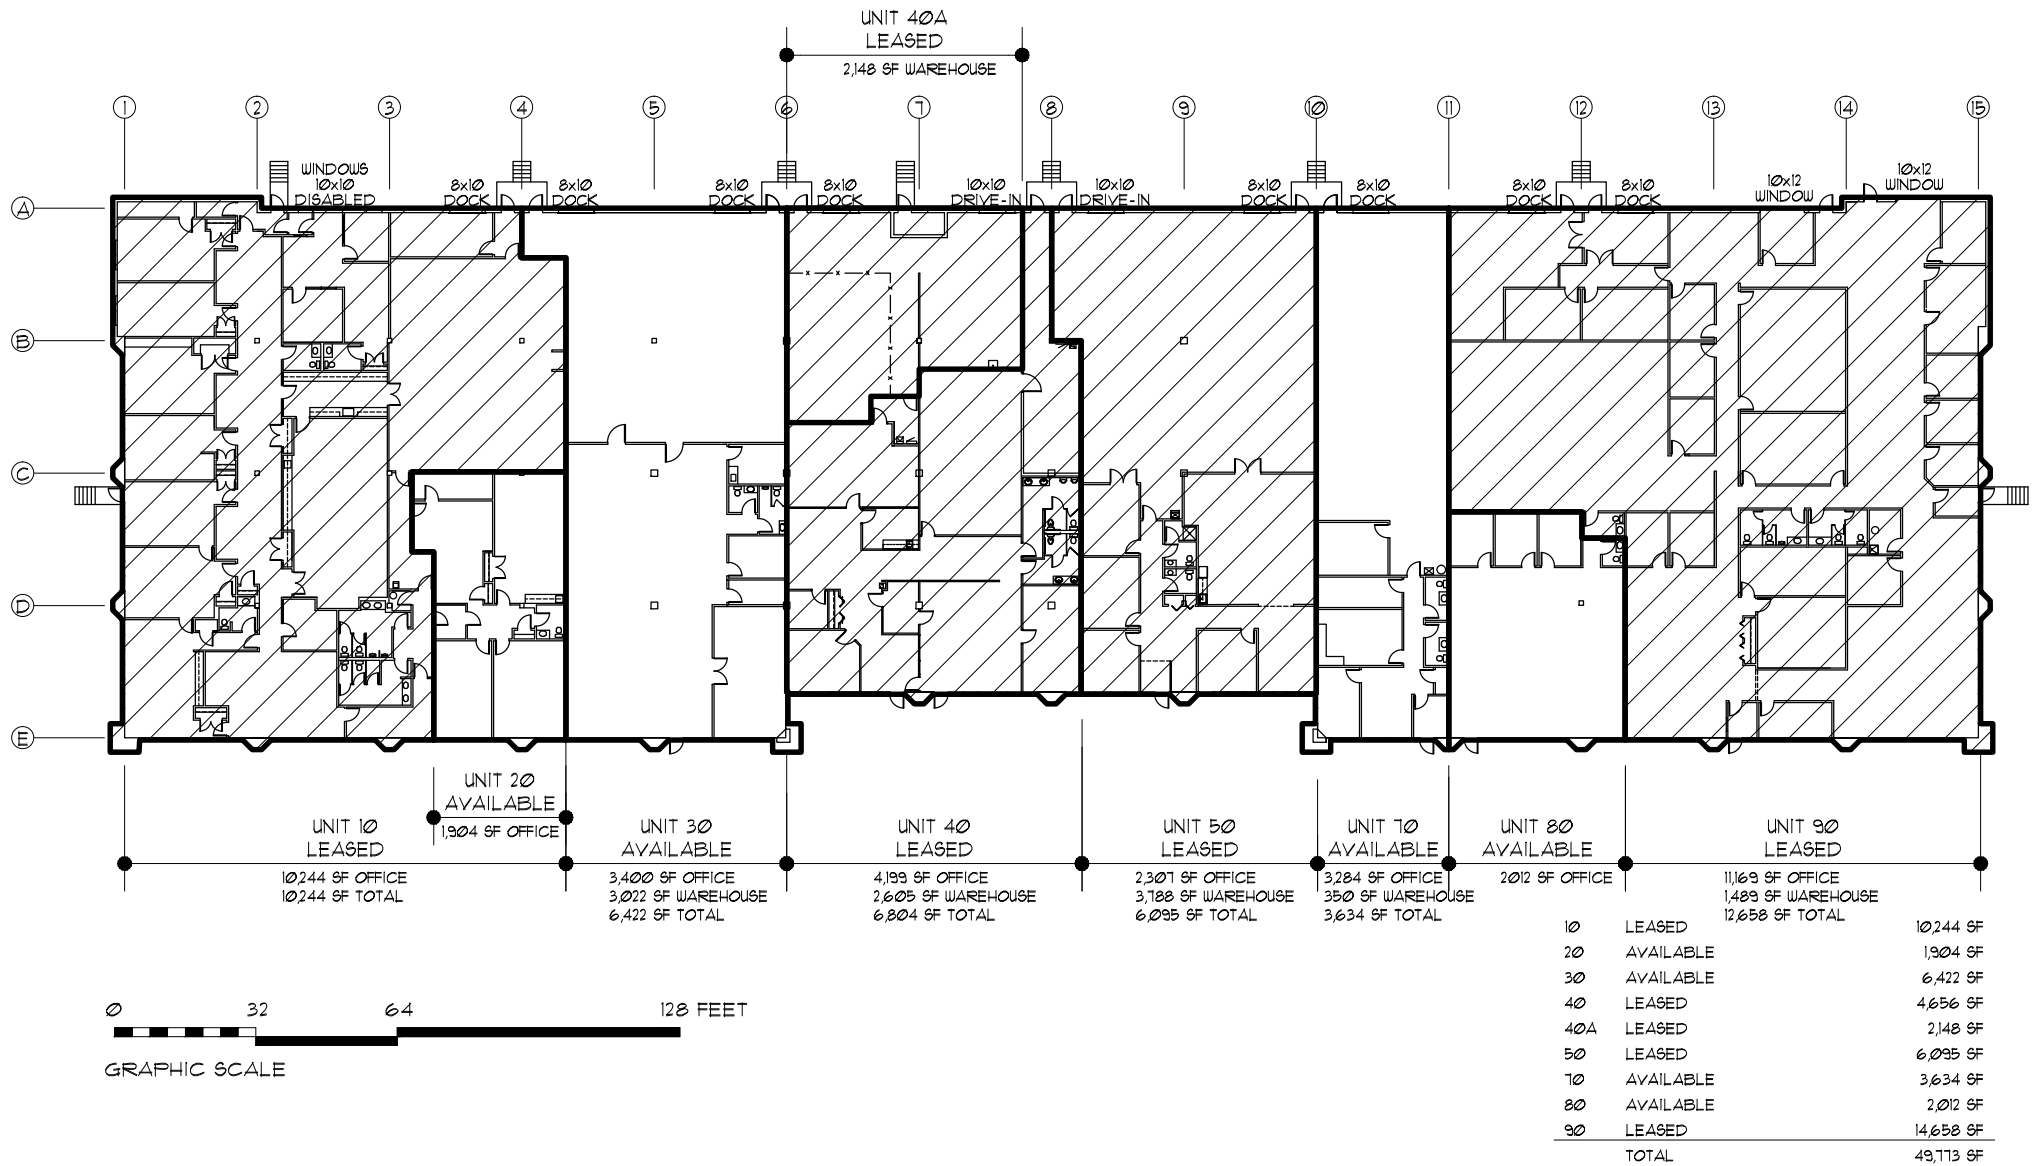 UNIT 40A
LEASED
2,148 SF WAREHOUSE
1 2 3 4 5 6 7 8 9 10 11 12 13 14 15
WINDOWS
10x10
DISABLED
8x10
DOCK
8x10
DOCK
8x10
DOCK
8x10
DOCK
10x10
DRIVE-IN
10x10
DRIVE-IN
8x10
DOCK
8x10
DOCK
8x10
DOCK
8x10
DOCK
10x12
WINDOW
10x12
WINDOW
A
B
C
D
E
UNIT 20
AVAILABLE
1,904 SF OFFICE
UNIT 10
LEASED
10,244 SF OFFICE
10,244 SF TOTAL
UNIT 30
AVAILABLE
3,400 SF OFFICE
3,022 SF WAREHOUSE
6,422 SF TOTAL
UNIT 40
LEASED
4,199 SF OFFICE
2,605 SF WAREHOUSE
6,804 SF TOTAL
UNIT 50
LEASED
2,307 SF OFFICE
3,788 SF WAREHOUSE
6,095 SF TOTAL
UNIT 70
AVAILABLE
3,284 SF OFFICE
350 SF WAREHOUSE
3,634 SF TOTAL
UNIT 80
AVAILABLE
2012 SF OFFICE
UNIT 90
LEASED
11,169 SF OFFICE
1,489 SF WAREHOUSE
12,658 SF TOTAL
10 LEASED 10,244 SF
20 AVAILABLE 1,904 SF
30 AVAILABLE 6,422 SF
40 LEASED 4,656 SF
40A LEASED 2,148 SF
50 LEASED 6,095 SF
70 AVAILABLE 3,634 SF
80 AVAILABLE 2,012 SF
90 LEASED 14,658 SF
TOTAL 49,773 SF
0 32 64 128 FEET
GRAPHIC SCALE